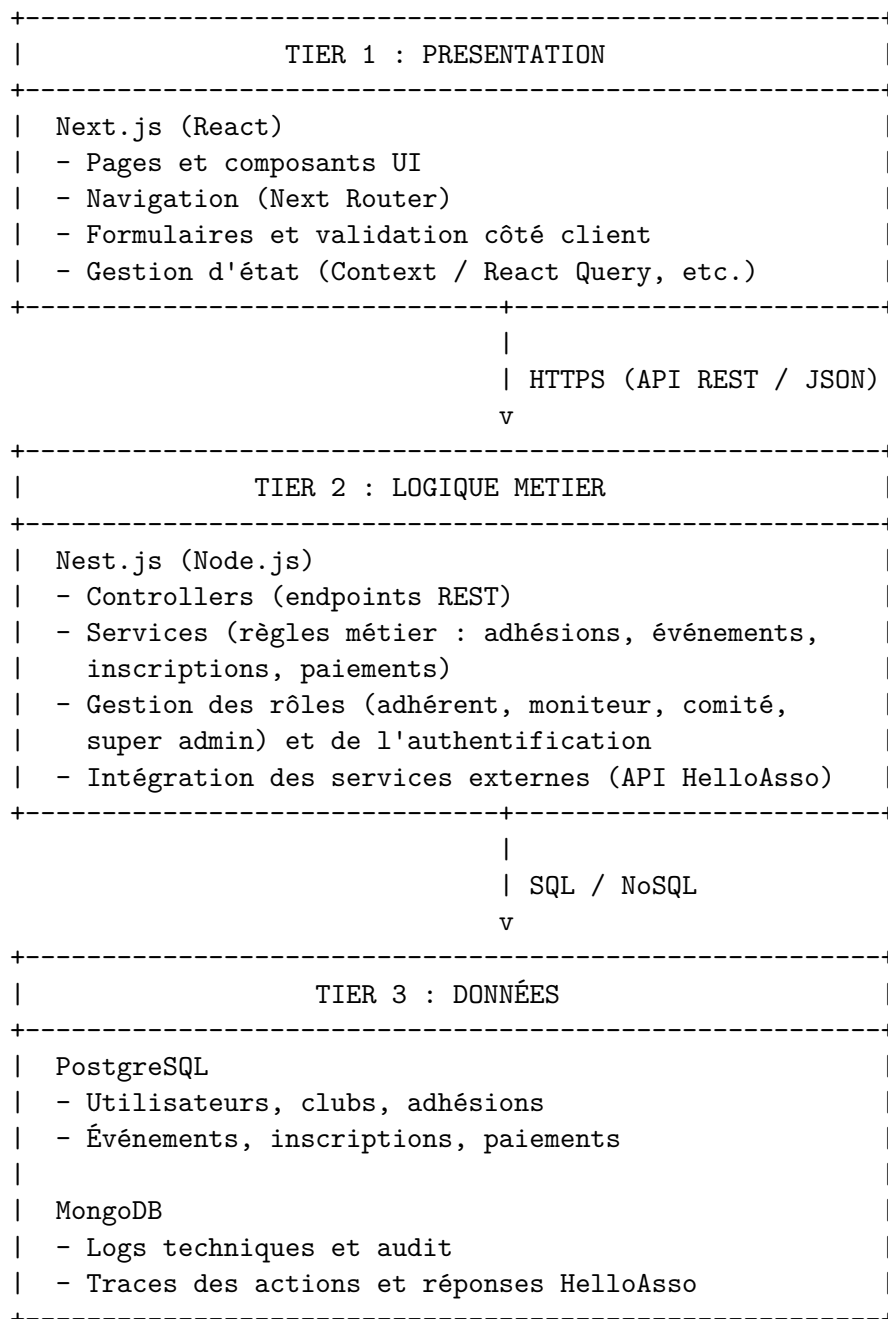 TIER 1 : PRESENTATION
Next.js (React)
- Pages et composants UI
- Navigation (Next Router)
- Formulaires et validation côté client
- Gestion d'état (Context / React Query, etc.)
HTTPS (API REST / JSON)
v
TIER 2 : LOGIQUE METIER
Nest.js (Node.js)
- Controllers (endpoints REST)
- Services (règles métier : adhésions, événements,
inscriptions, paiements)
- Gestion des rôles (adhérent, moniteur, comité,
super admin) et de l'authentification
- Intégration des services externes (API HelloAsso)
SQL / NoSQL
v
TIER 3 : DONNÉES
PostgreSQL
- Utilisateurs, clubs, adhésions
- Événements, inscriptions, paiements
MongoDB
- Logs techniques et audit
- Traces des actions et réponses HelloAsso